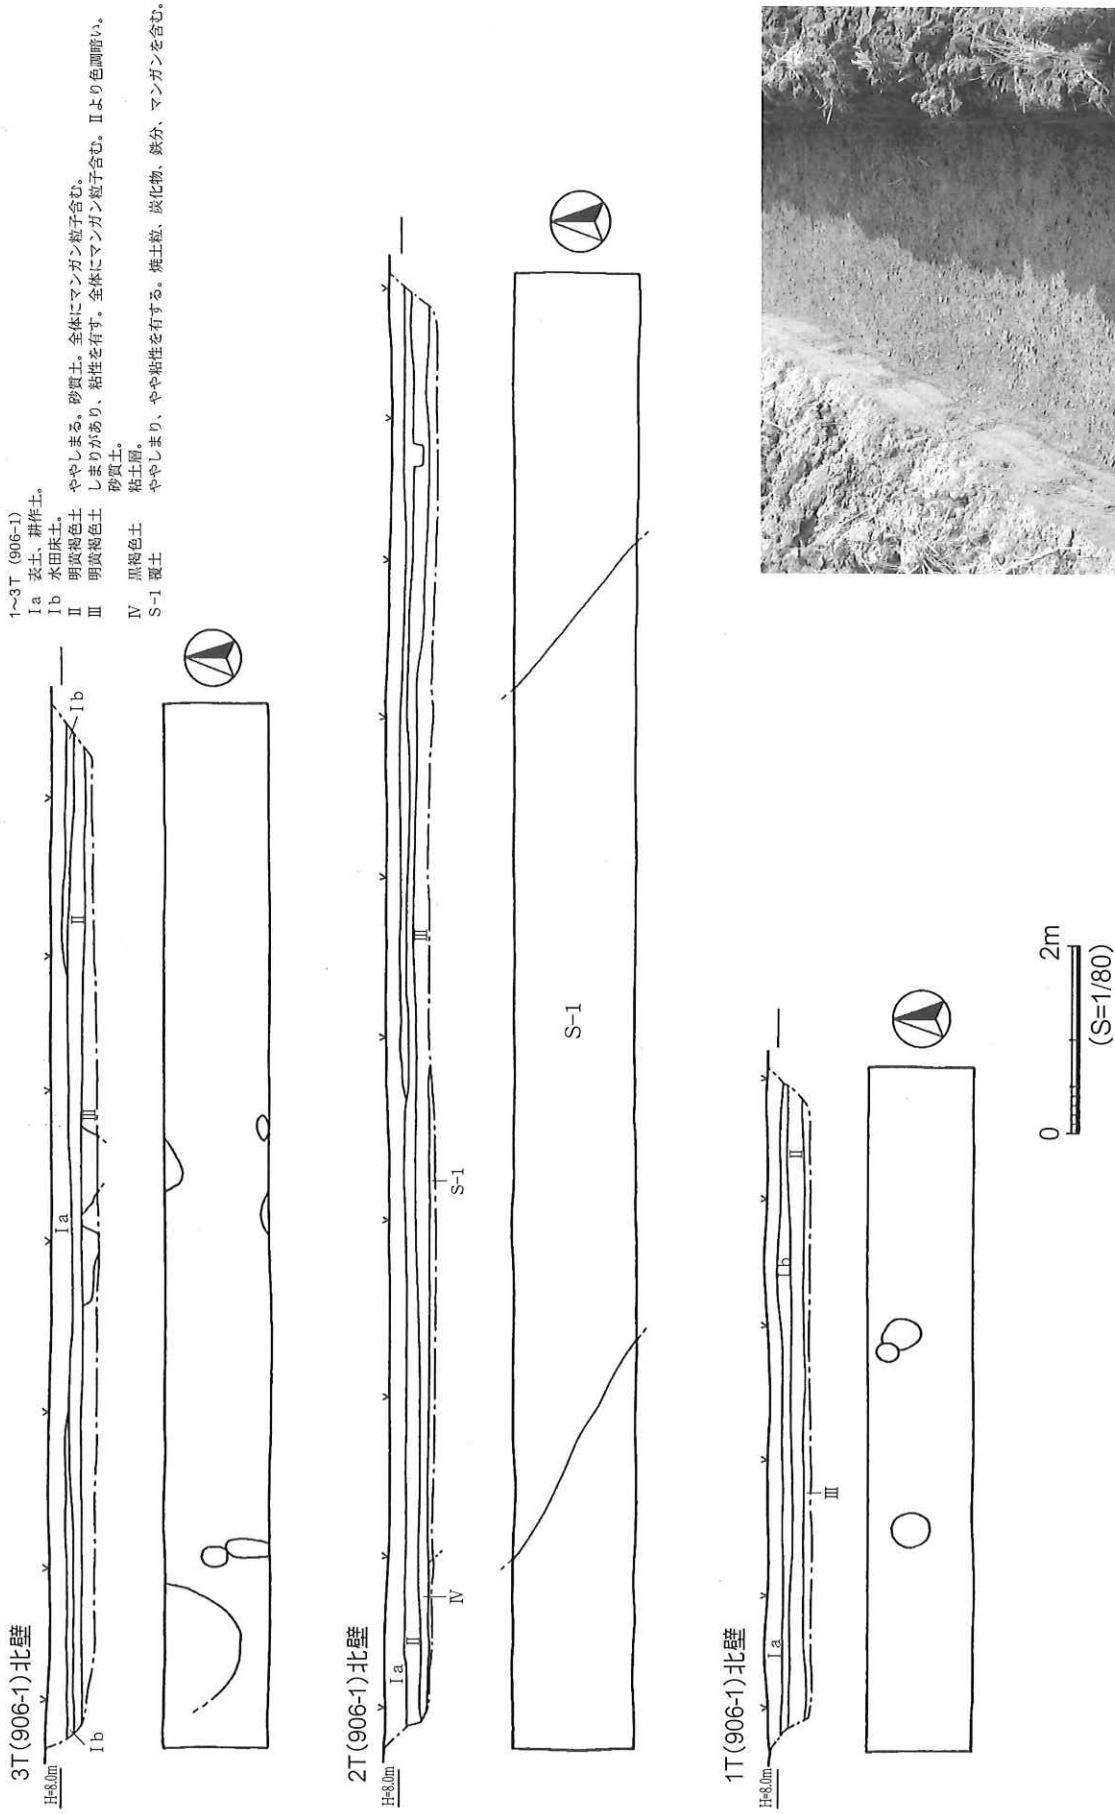 1~3T (906-1)
Ⅰa 表土、耕作土。
Ⅰb 水田床土。
Ⅱ 明黄褐色土 ややしまる。砂質土。全体にマンガン粒子含む。
Ⅲ 明黄褐色土 しまりがあり、粘性を有す。全体にマンガン粒子含む。Ⅱより色調暗い。
砂質土。
Ⅳ 黒褐色土 粘土層。
S-1 覆土 ややしまり、やや粘性を有する。焼土粒、炭化物、鉄分、マンガンを含む。
3T(906-1)北壁
H=8.0m
Ⅰb
Ⅰa
Ⅲ
Ⅱ
Ⅰb
2T(906-1)北壁
H=8.0m
Ⅰa
Ⅱ
Ⅳ
S-1
Ⅲ
S-1
1T(906-1)北壁
H=8.0m
Ⅰa
Ⅲ
Ⅰb
Ⅱ
0 2m
(S=1/80)